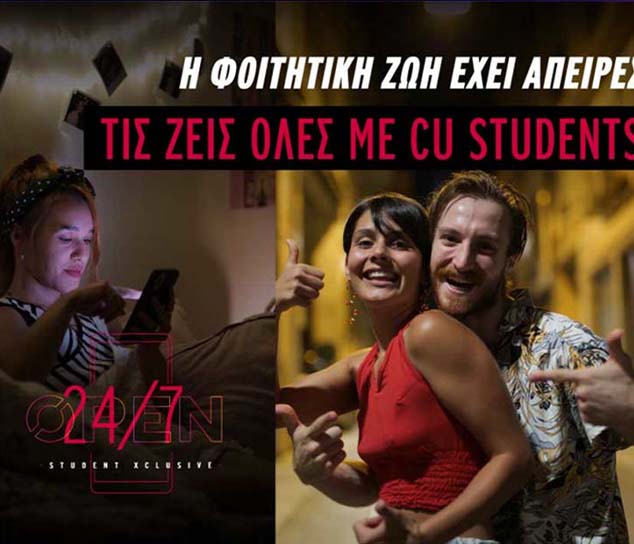 Η ΦΟΙΤΗΤΙΚΗ ΖΩΗ ΕΧΕΙ ΑΠΕΙΡΕΣ
ΤΙΣ ΖΕΙΣ ΟΛΕΣ ΜΕ CU STUDENTS
24/7
OPEN
STUDENT XCLUSIVE